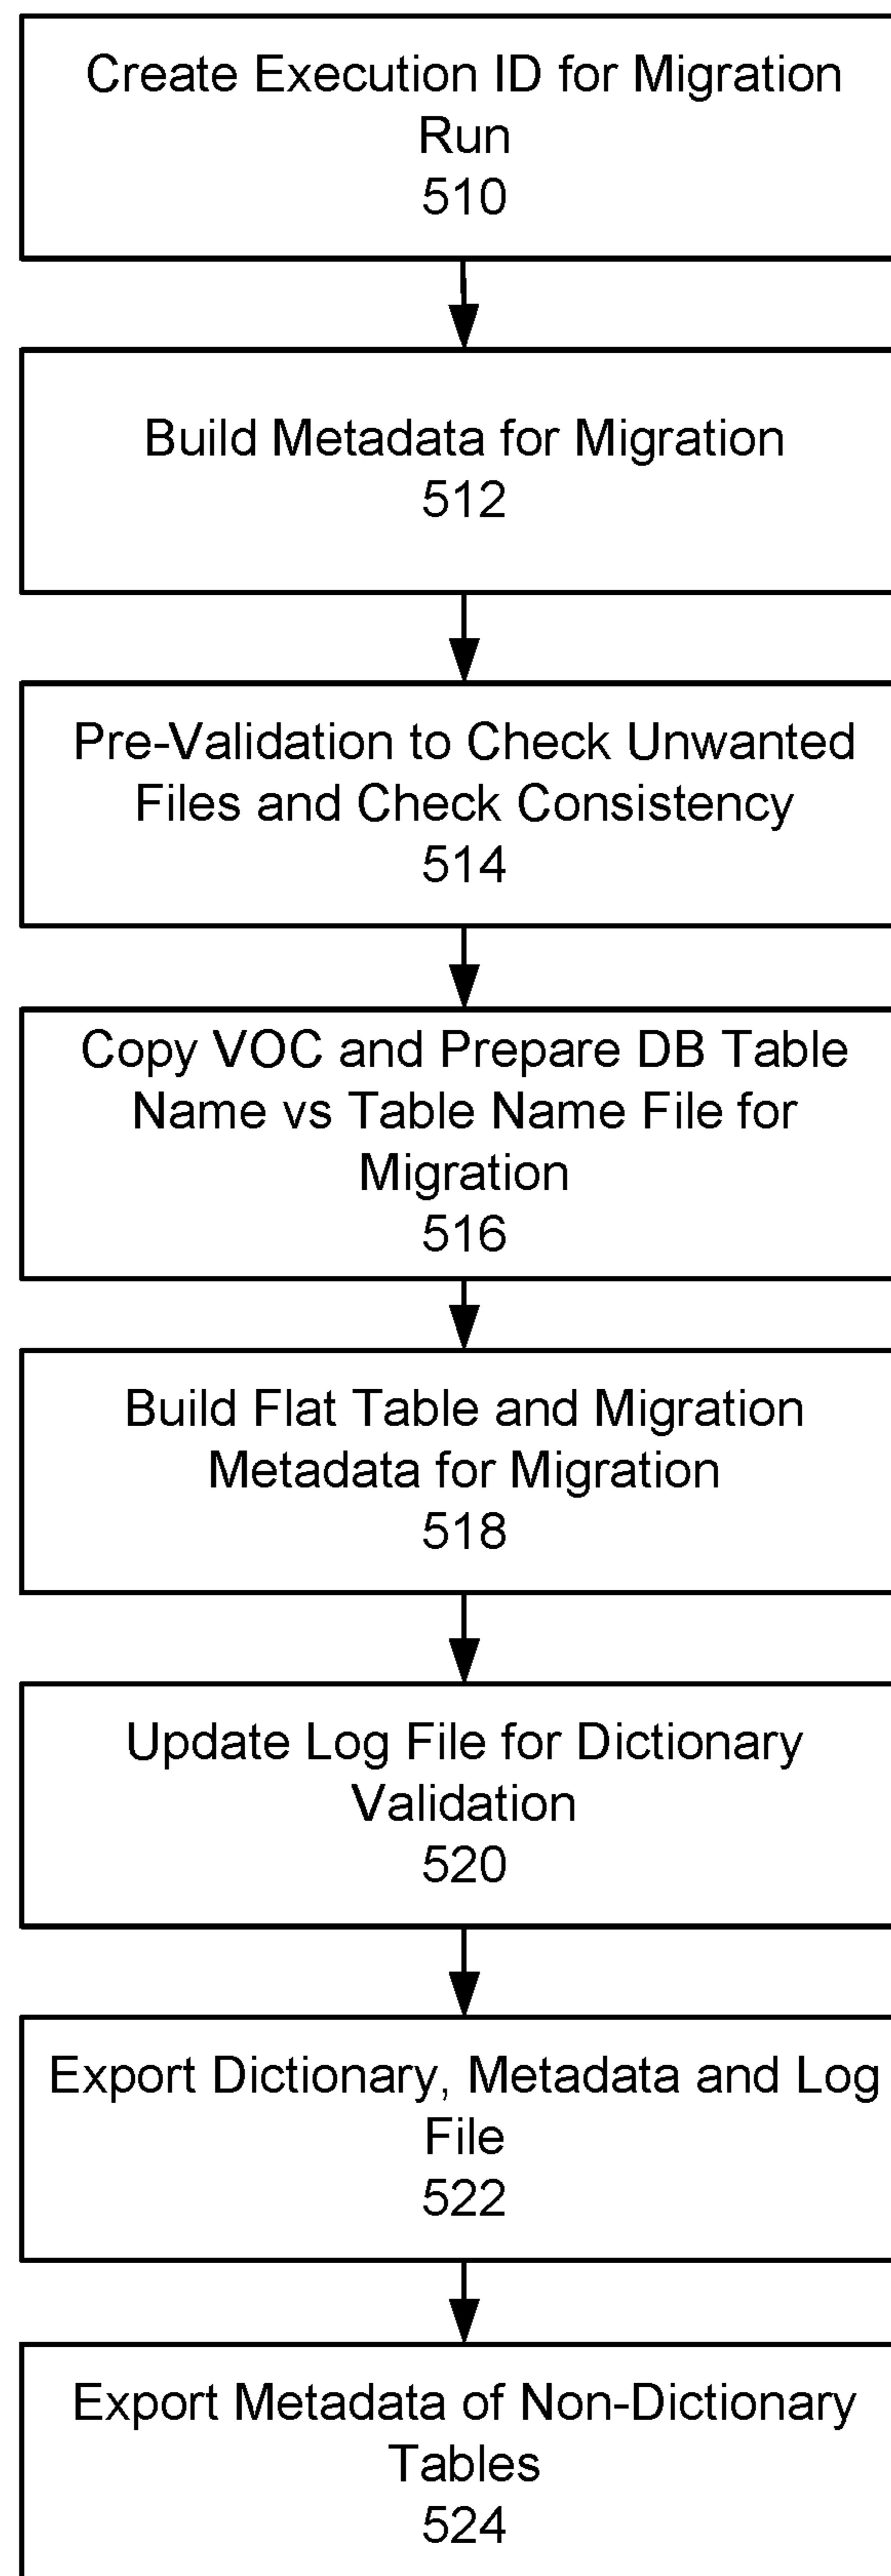 Create Execution ID for Migration
Run
510
Build Metadata for Migration
512
Pre-Validation to Check Unwanted
Files and Check Consistency
514
Copy VOC and Prepare DB Table
Name vs Table Name File for
Migration
516
Build Flat Table and Migration
Metadata for Migration
518
Update Log File for Dictionary
Validation
520
Export Dictionary, Metadata and Log
File
522
Export Metadata of Non-Dictionary
Tables
524